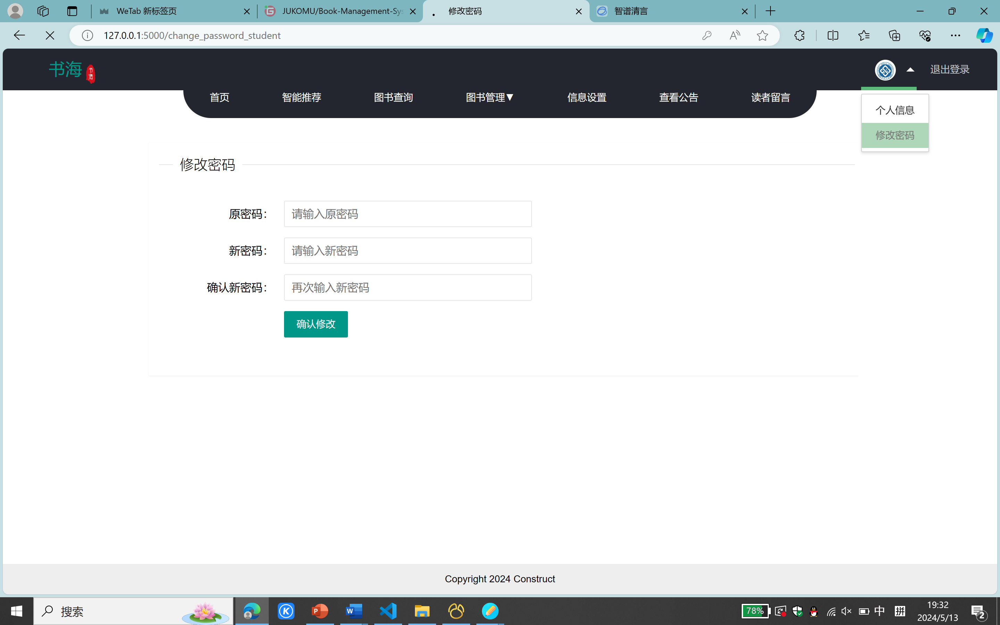 WeTab 新标签页
JUKOMU/Book-Management-Sys
修改密码
智谱清言
127.0.0.1:5000/change_password_student
书海
书海
退出登录
首页
智能推荐
图书查询
图书管理▼
信息设置
查看公告
读者留言
个人信息
修改密码
修改密码
原密码：
请输入原密码
新密码：
请输入新密码
确认新密码：
再次输入新密码
确认修改
Copyright 2024 Construct
搜索
78%
中
拼
19:32
2024/5/13
2